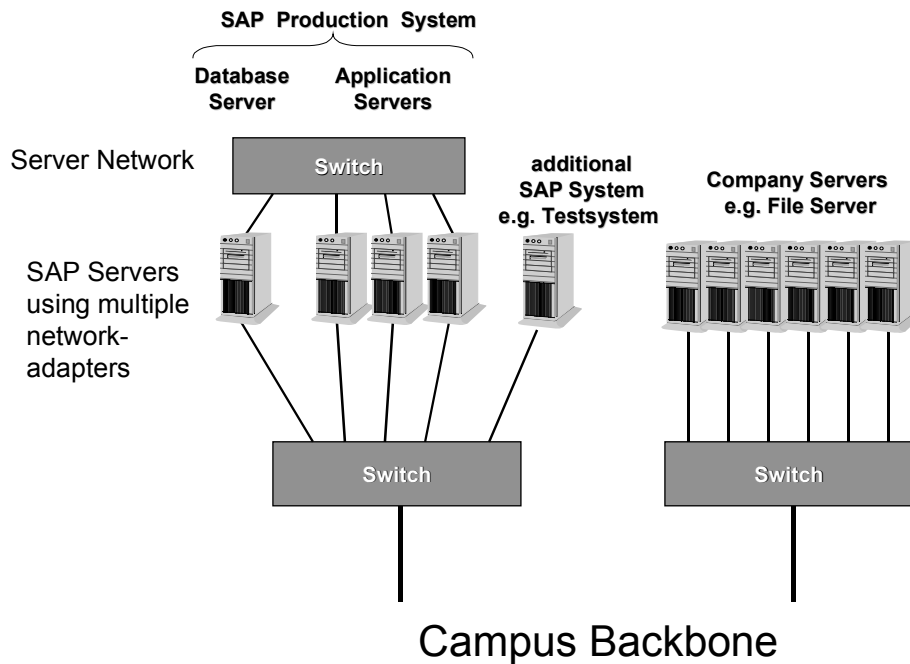 SAP Production System
Database
Server
Application
Servers
Server Network
Switch
additional
SAP System
e.g. Testsystem
Company Servers
e.g. File Server
SAP Servers
using multiple
network-
adapters
Switch
Switch
Campus Backbone